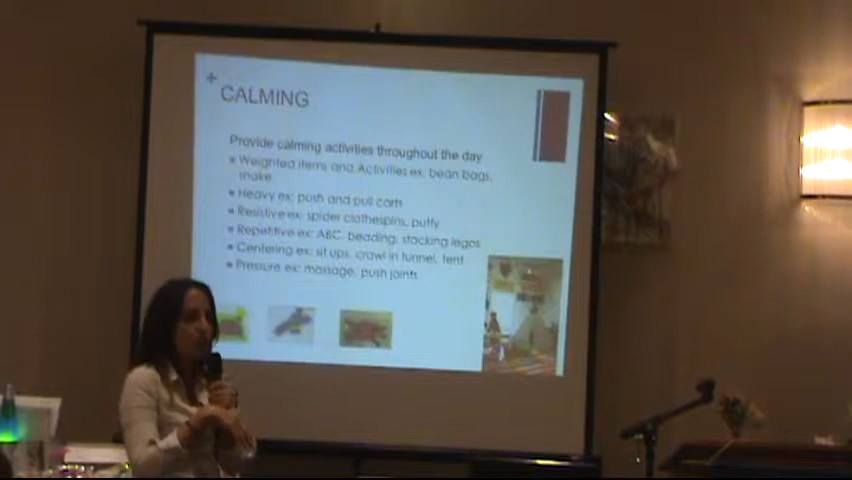 +
CALMING
Provide calming activities throughout the day
Weighted items and Activities ex: bean bags,
snake
Heavy ex: push and pull carts
Resistive ex: spider clothespins, putty
Repetitive ex: ABC, beading, stacking legos
Centering ex: sit ups, crawl in tunnel, tent
Pressure ex: massage, push joints